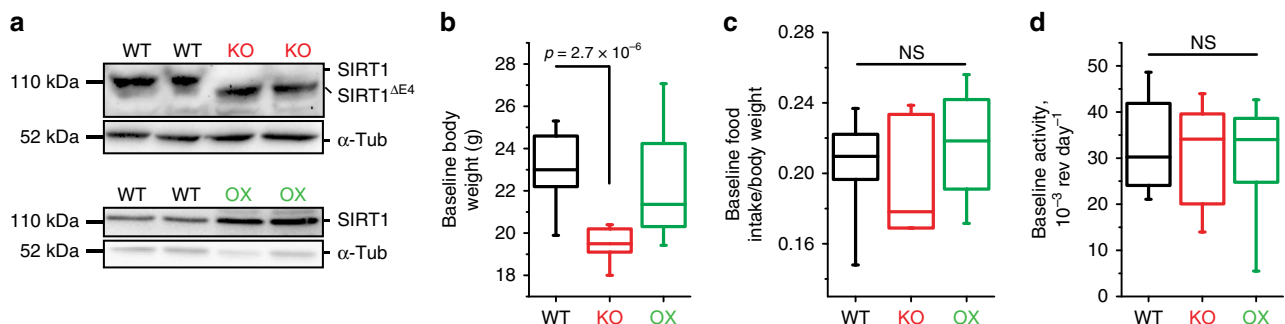 a
WT WT KO KO
110 kDa
SIRT1
SIRT1ΔE4
52 kDa
α-Tub
WT WT OX OX
110 kDa
SIRT1
52 kDa
α-Tub
b
Baseline body
weight (g)
28
26
24
22
20
18
p = 2.7 × 10⁻⁶
WT KO OX
c
Baseline food
intake/body weight
0.28
0.24
0.20
0.16
NS
WT KO OX
d
Baseline activity,
10⁻³ rev day⁻¹
50
40
30
20
10
0
NS
WT KO OX